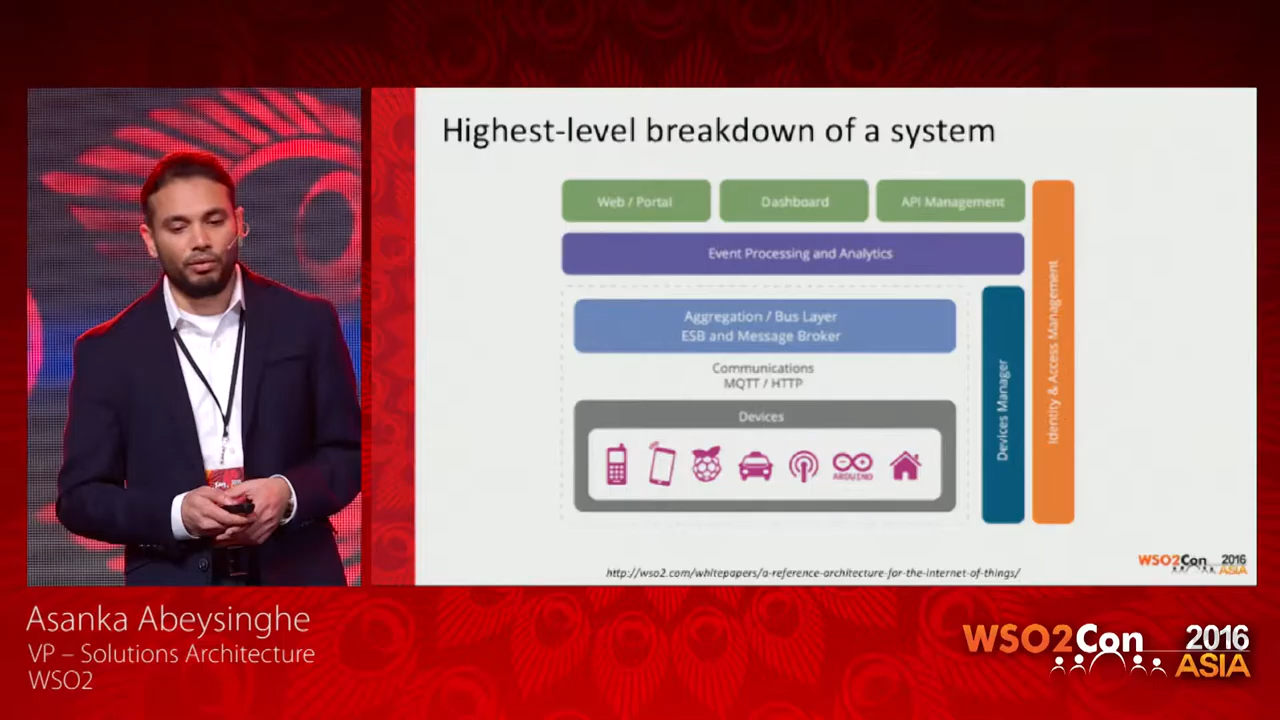 Highest-level breakdown of a system
Web / Portal
Dashboard
API Management
Event Processing and Analytics
Aggregation / Bus Layer
ESB and Message Broker
Communications
MQTT / HTTP
Devices
ARDUINO
Devices Manager
Identity & Access Management
http://wso2.com/whitepapers/a-reference-architecture-for-the-internet-of-things/
WSO2Con 2016
ASIA
Asanka Abeysinghe
VP – Solutions Architecture
WSO2
WSO2Con 2016
ASIA